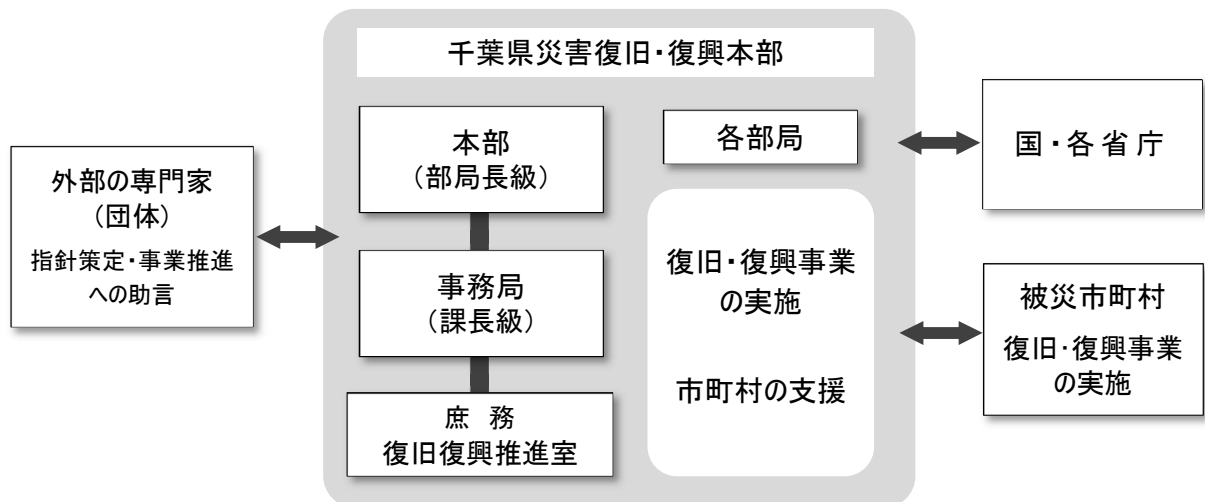 千葉県災害復旧・復興本部
外部の専門家
（団体）
指針策定・事業推進
への助言
本部
（部局長級）
事務局
（課長級）
庶　務
復旧復興推進室
各部局
復旧・復興事業
の実施
市町村の支援
国・各省庁
被災市町村
復旧・復興事業
の実施